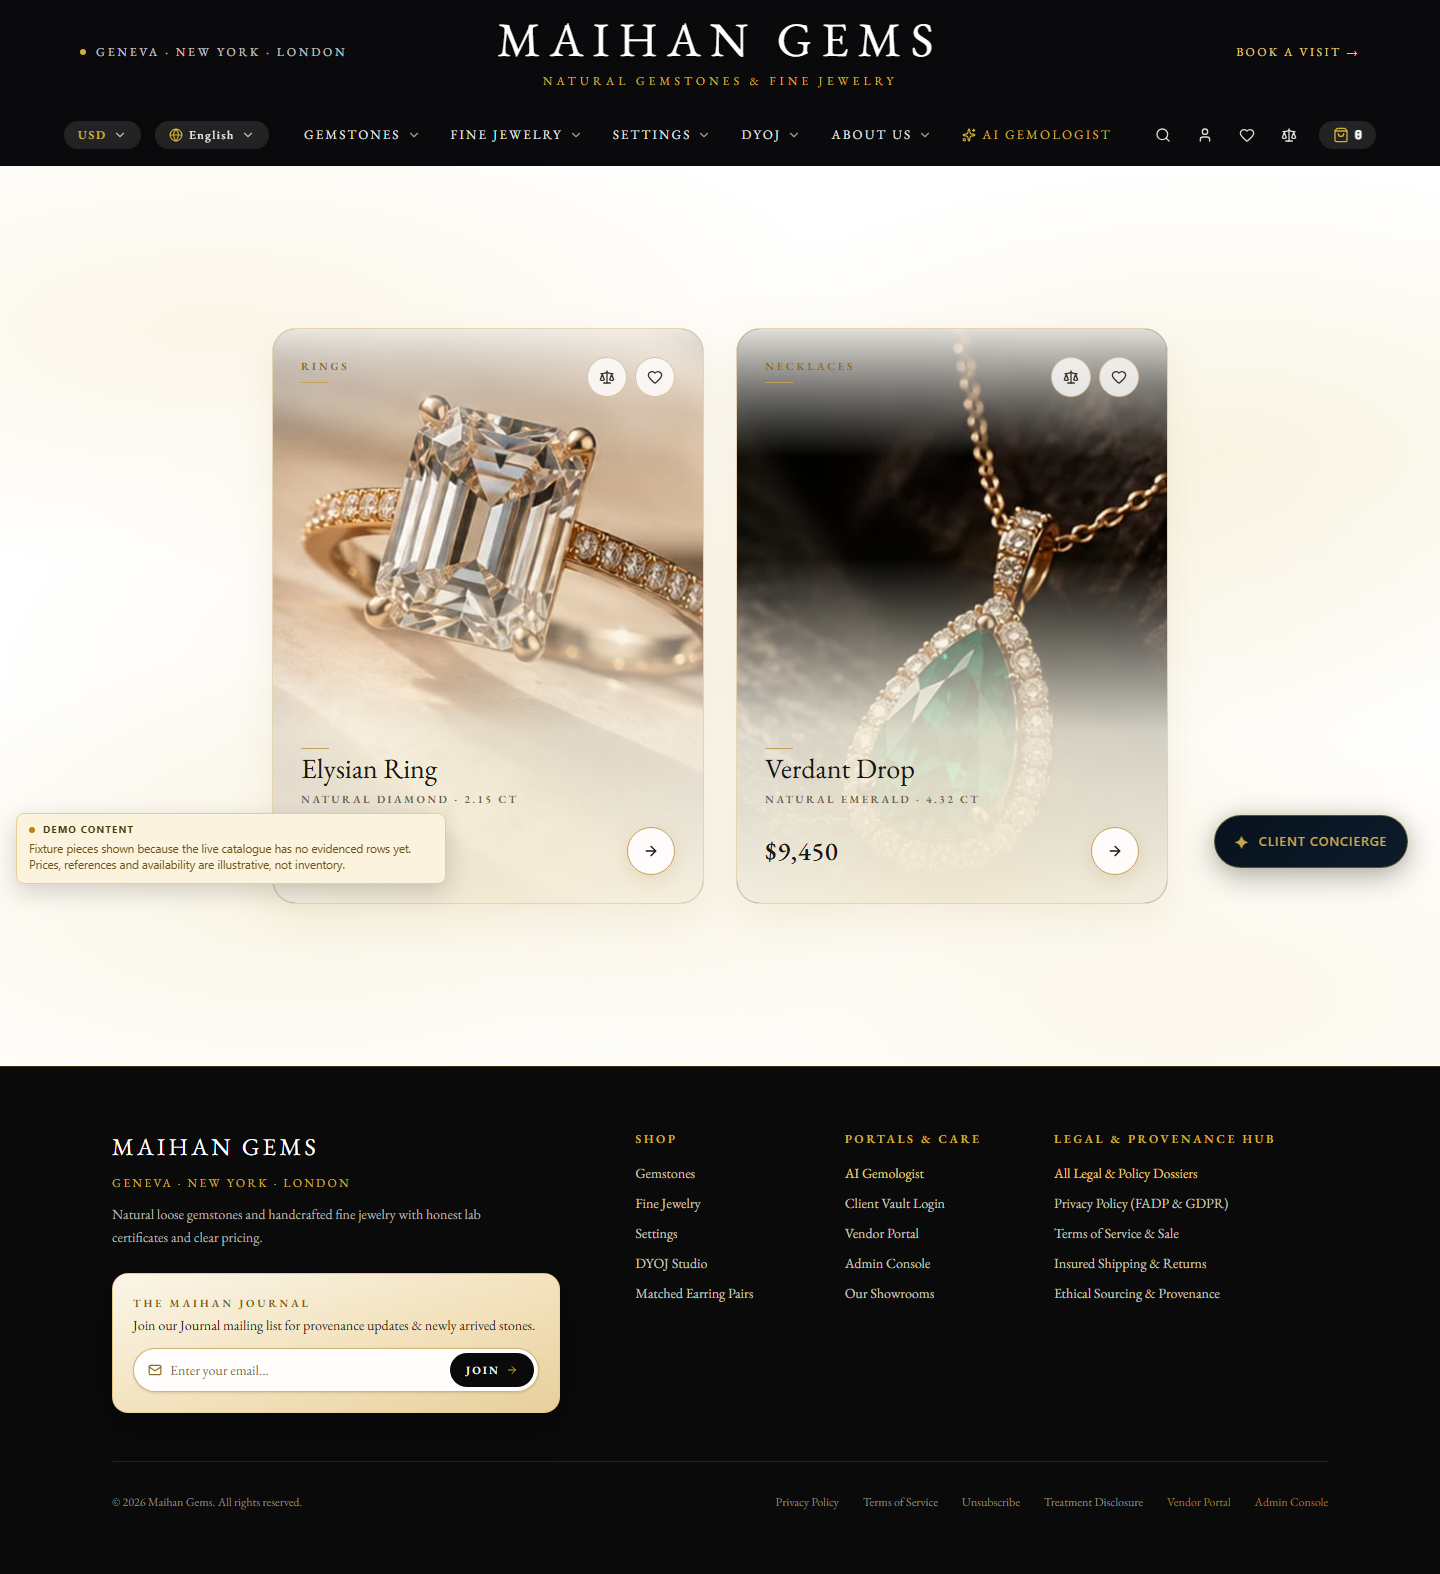 GENEVA · NEW YORK · LONDON
MAIHAN GEMS
NATURAL GEMSTONES & FINE JEWELRY
BOOK A VISIT →
USD
English
GEMSTONES
FINE JEWELRY
SETTINGS
DYOJ
ABOUT US
AI GEMOLOGIST
0
RINGS
Elysian Ring
NATURAL DIAMOND · 2.15 CT
NECKLACES
Verdant Drop
NATURAL EMERALD · 4.32 CT
$9,450
DEMO CONTENT
Fixture pieces shown because the live catalogue has no evidenced rows yet.
Prices, references and availability are illustrative, not inventory.
CLIENT CONCIERGE
MAIHAN GEMS
GENEVA · NEW YORK · LONDON
Natural loose gemstones and handcrafted fine jewelry with honest lab
certificates and clear pricing.
THE MAIHAN JOURNAL
Join our Journal mailing list for provenance updates & newly arrived stones.
Enter your email...
JOIN →
SHOP
Gemstones
Fine Jewelry
Settings
DYOJ Studio
Matched Earring Pairs
PORTALS & CARE
AI Gemologist
Client Vault Login
Vendor Portal
Admin Console
Our Showrooms
LEGAL & PROVENANCE HUB
All Legal & Policy Dossiers
Privacy Policy (FADP & GDPR)
Terms of Service & Sale
Insured Shipping & Returns
Ethical Sourcing & Provenance
© 2026 Maihan Gems. All rights reserved.
Privacy Policy
Terms of Service
Unsubscribe
Treatment Disclosure
Vendor Portal
Admin Console